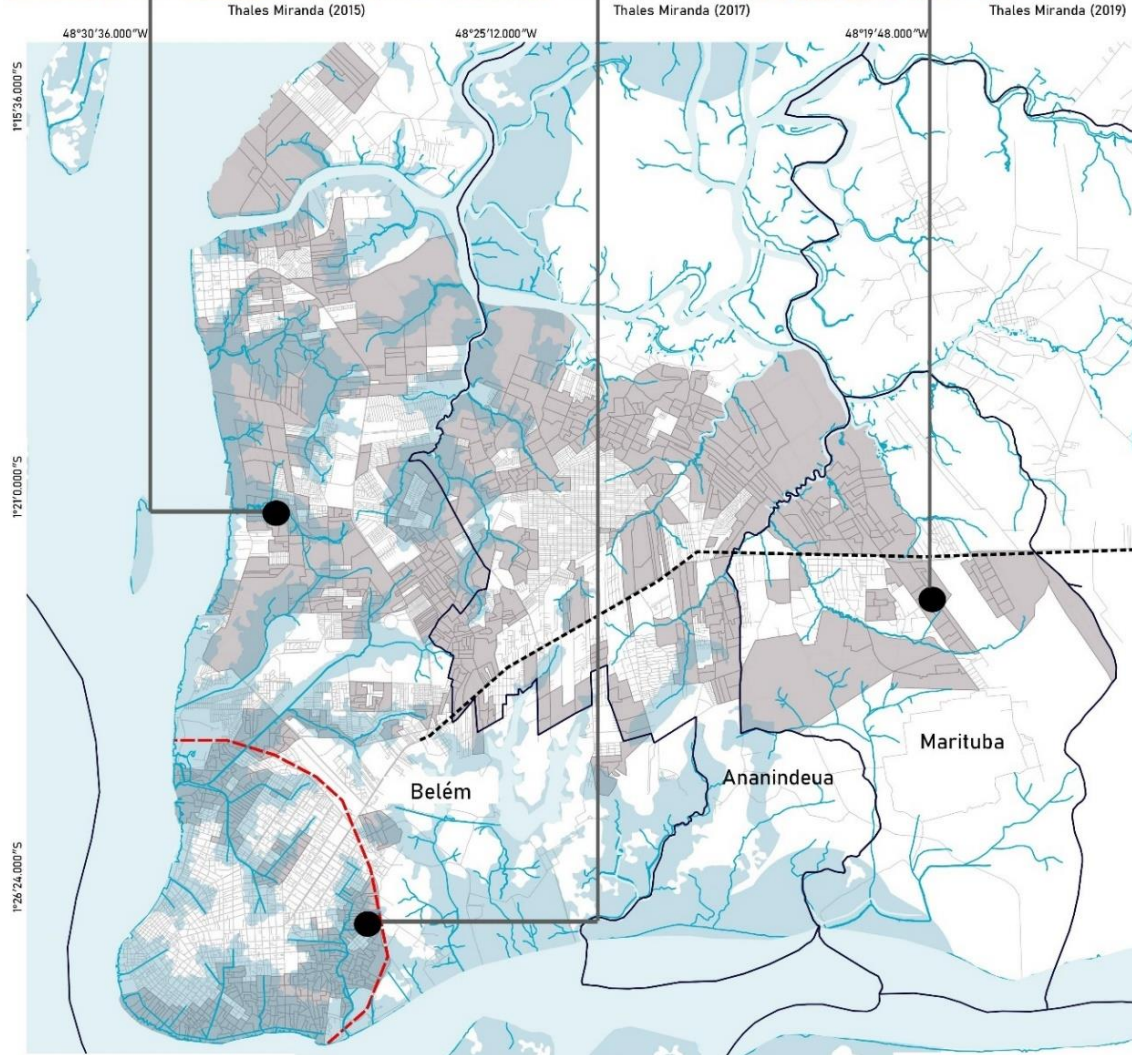 Thales Miranda (2015)
Thales Miranda (2017)
Thales Miranda (2019)
48°30'36.000"W
48°25'12.000"W
48°19'48.000"W
1°15'36.000"S
1°21'0.000"S
1°26'24.000"S
Marituba
Ananindeua
Belém